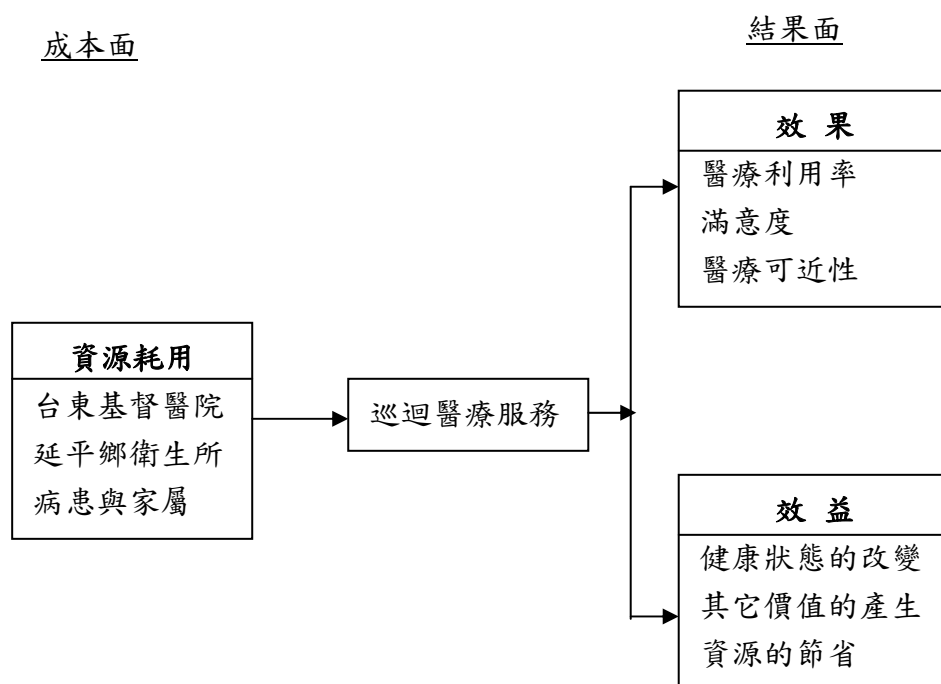 成本面
結果面
效 果
醫療利用率
滿意度
醫療可近性
資源耗用
台東基督醫院
延平鄉衛生所
病患與家屬
巡迴醫療服務
效 益
健康狀態的改變
其它價值的產生
資源的節省